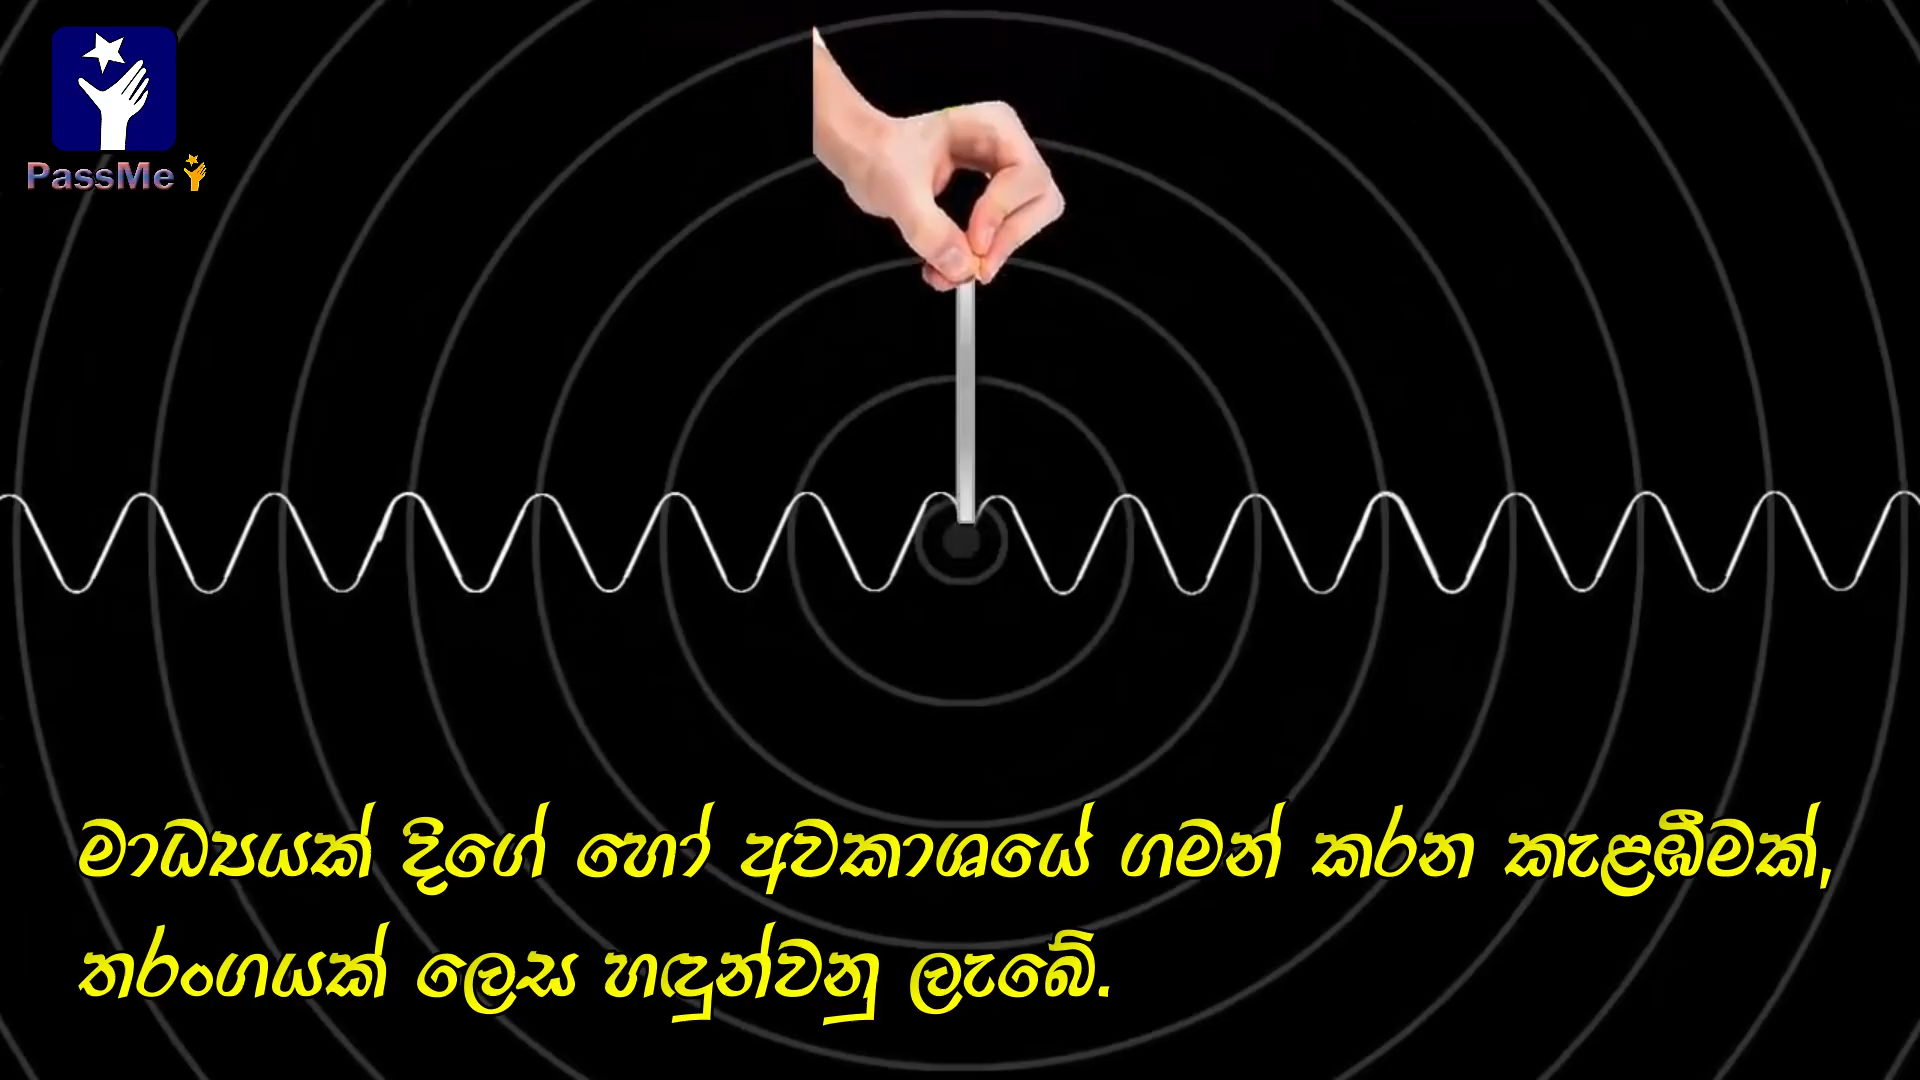 PassMe
මාධ්‍යයක් දිගේ හෝ අවකාශයේ ගමන් කරන කැළඹීමක්,
තරංගයක් ලෙස හඳුන්වනු ලැබේ.